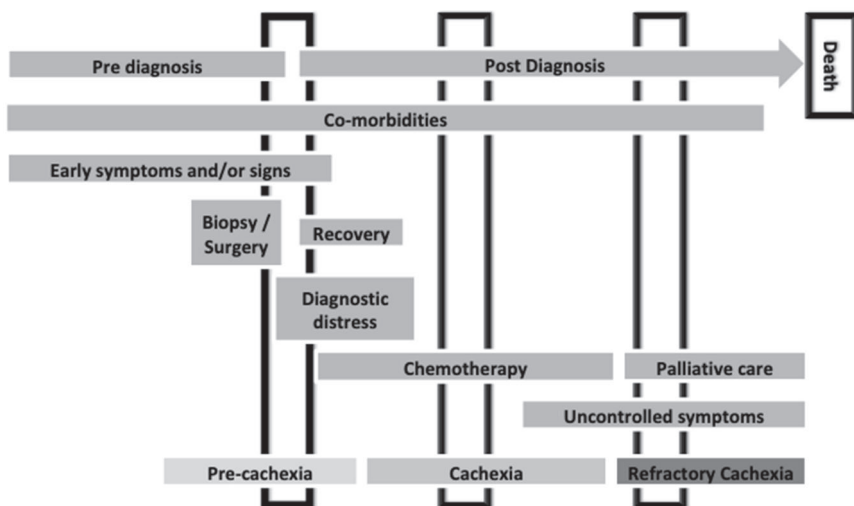 Pre diagnosis
Post Diagnosis
Death
Co-morbidities
Early symptoms and/or signs
Biopsy /
Surgery
Recovery
Diagnostic
distress
Chemotherapy
Palliative care
Uncontrolled symptoms
Pre-cachexia
Cachexia
Refractory Cachexia